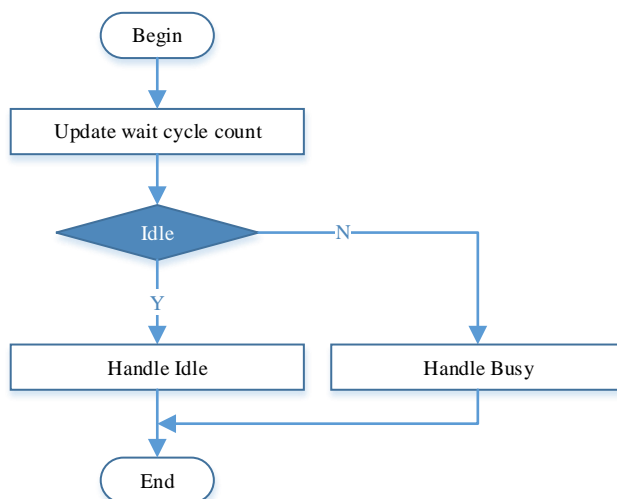 Begin
Update wait cycle count
Idle
N
Y
Handle Idle
Handle Busy
End